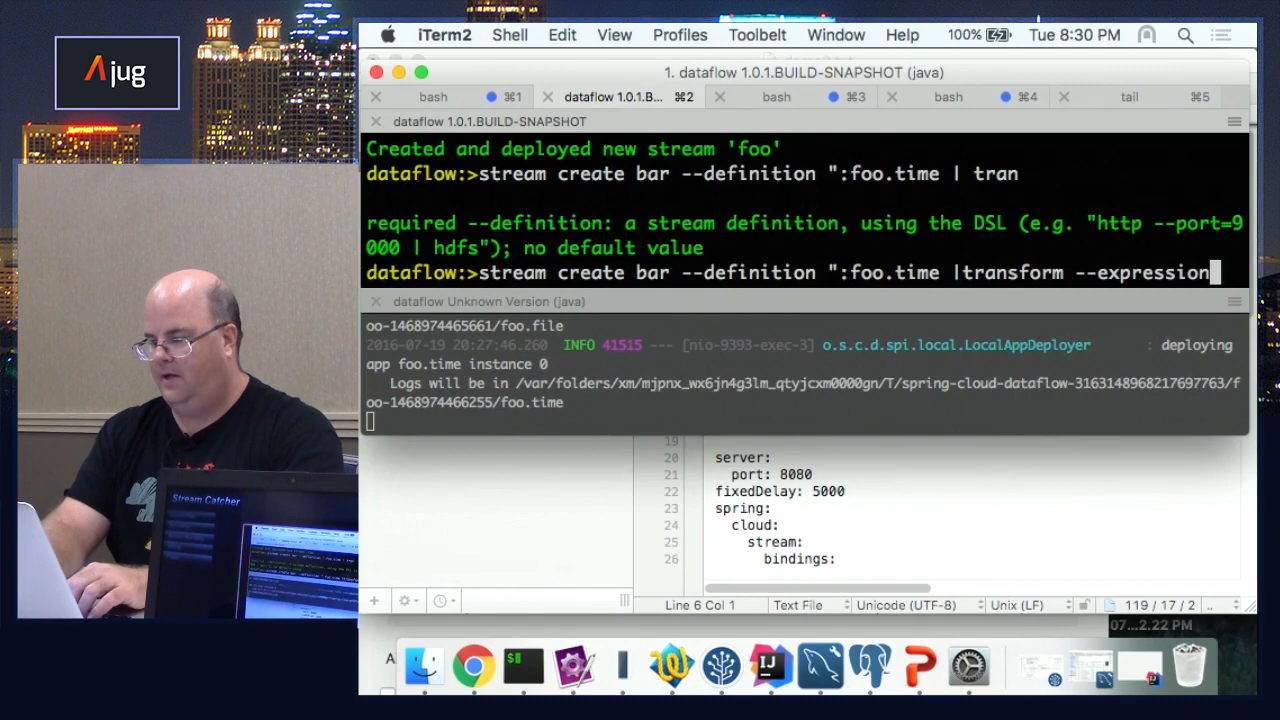 jug
iTerm2 Shell Edit View Profiles Toolbelt Window Help 100% Tue 8:30 PM
1. dataflow 1.0.1.BUILD-SNAPSHOT (java)
bash ⌘1 dataflow 1.0.1.B... ⌘2 bash ⌘3 bash ⌘4 tail ⌘5
dataflow 1.0.1.BUILD-SNAPSHOT
Created and deployed new stream 'foo'
dataflow:>stream create bar --definition ":foo.time | tran
required --definition: a stream definition, using the DSL (e.g. "http --port=9
000 | hdfs"); no default value
dataflow:>stream create bar --definition ":foo.time |transform --expression
dataflow Unknown Version (java)
oo-1468974465661/foo.file
2016-07-19 20:27:46.260 INFO 41515 --- [nio-9393-exec-3] o.s.c.d.spi.local.LocalAppDeployer : deploying
app foo.time instance 0
Logs will be in /var/folders/xm/mjpnx_wx6jn4g3lm_qtyjcxm0000gn/T/spring-cloud-dataflow-3163148968217697763/f
oo-1468974466255/foo.time
19
20 server:
21 port: 8080
22 fixedDelay: 5000
23 spring:
24 cloud:
25 stream:
26 bindings:
Line 6 Col 1 Text File Unicode (UTF-8) Unix (LF) 119 / 17 / 2 ..
07...2.22 PM
Stream Catcher